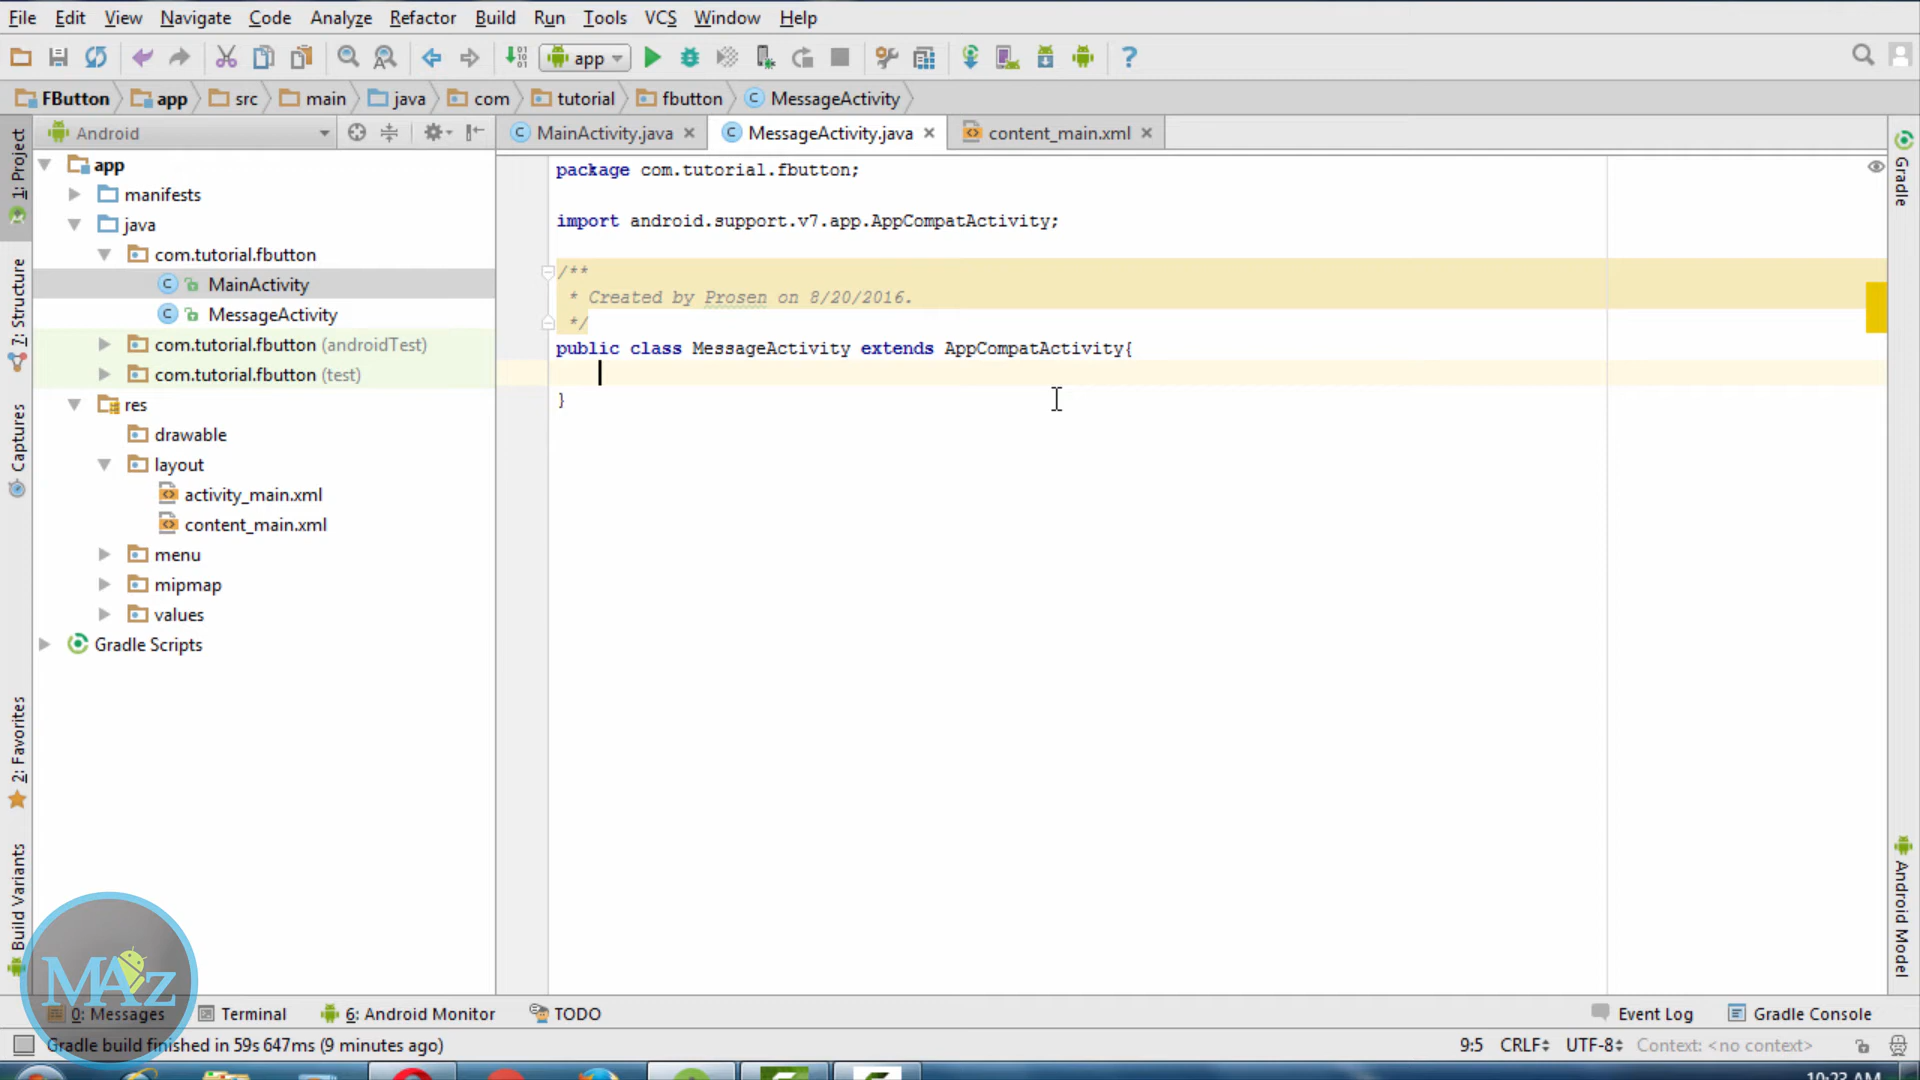 File Edit View Navigate Code Analyze Refactor Build Run Tools VCS Window Help
app
FButton app src main java com tutorial fbutton MessageActivity
Android
MainActivity.java MessageActivity.java content_main.xml
1: Project
7: Structure
Captures
2: Favorites
Build Variants
app
manifests
java
com.tutorial.fbutton
MainActivity
MessageActivity
com.tutorial.fbutton (androidTest)
com.tutorial.fbutton (test)
res
drawable
layout
activity_main.xml
content_main.xml
menu
mipmap
values
Gradle Scripts
package com.tutorial.fbutton;
import android.support.v7.app.AppCompatActivity;
/**
* Created by Prosen on 8/20/2016.
*/
public class MessageActivity extends AppCompatActivity{
}
Gradle
Android Model
MAz
0: Messages Terminal 6: Android Monitor TODO Event Log Gradle Console
Gradle build finished in 59s 647ms (9 minutes ago) 9:5 CRLF UTF-8 Context: <no context>
10:23 AM